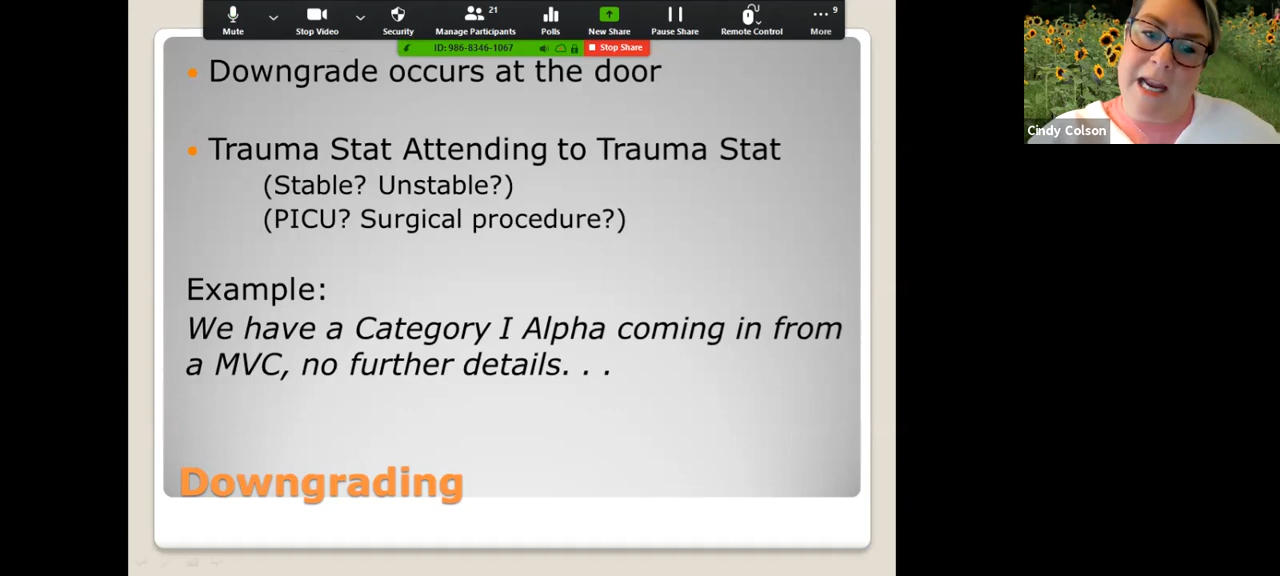 Mute
Stop Video
Security
21
Manage Participants
Polls
New Share
Pause Share
Remote Control
9
More
ID: 986-8346-1067
Stop Share
• Downgrade occurs at the door
• Trauma Stat Attending to Trauma Stat
(Stable? Unstable?)
(PICU? Surgical procedure?)
Example:
We have a Category I Alpha coming in from
a MVC, no further details. . .
Downgrading
Cindy Colson